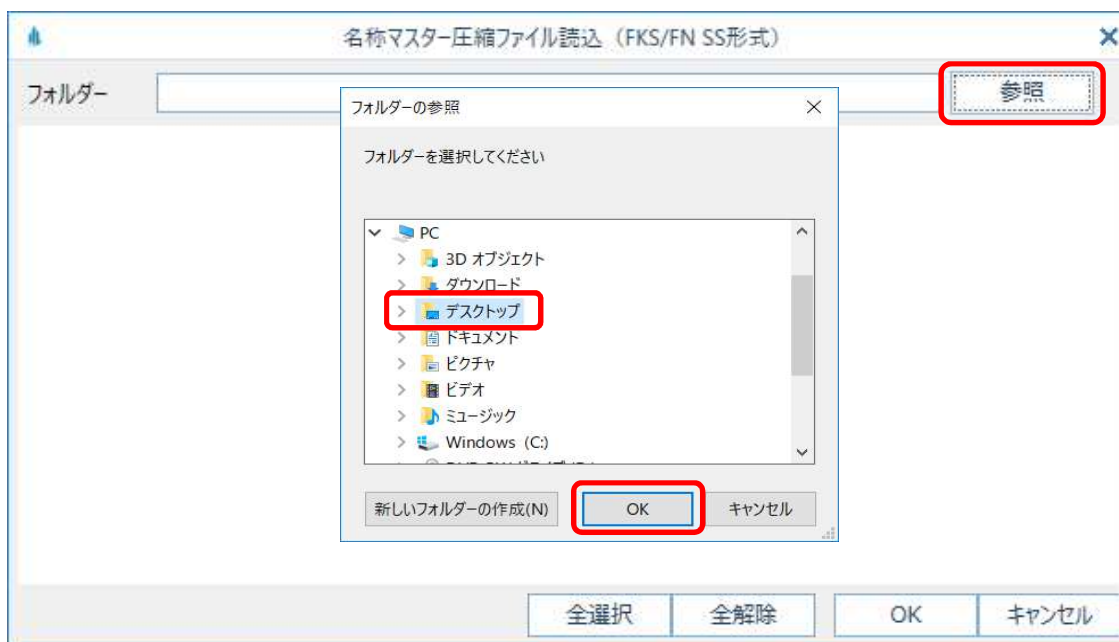 名称マスター圧縮ファイル読込（FKS/FN SS形式）
フォルダー
参照
フォルダーの参照
フォルダーを選択してください
PC
3D オブジェクト
ダウンロード
デスクトップ
ドキュメント
ピクチャ
ビデオ
ミュージック
Windows (C:)
新しいフォルダーの作成(N)
OK
キャンセル
全選択
全解除
OK
キャンセル